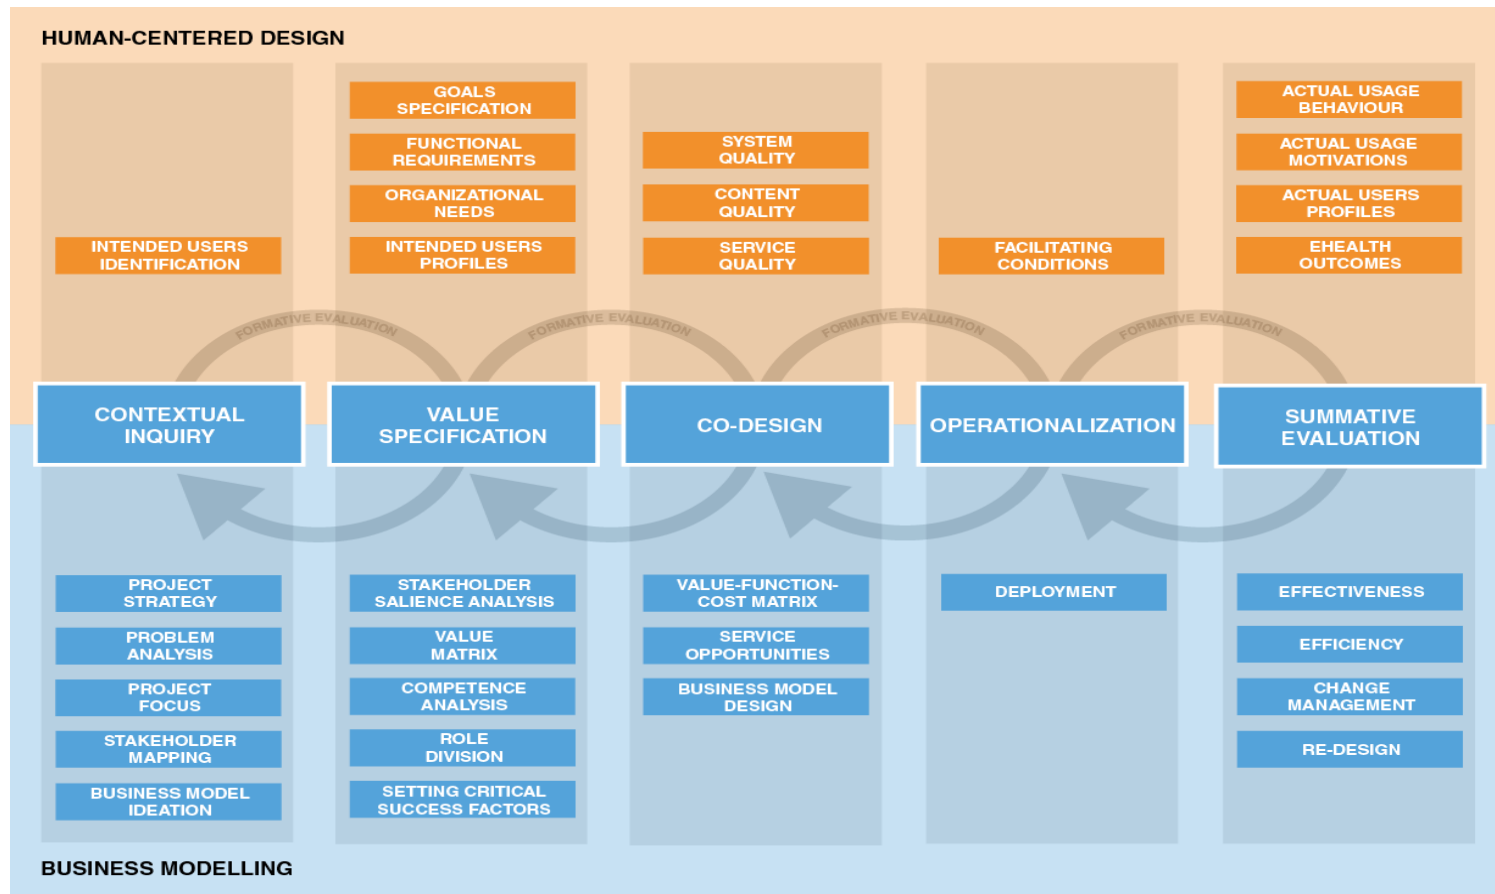 HUMAN-CENTERED DESIGN
INTENDED USERS
IDENTIFICATION
GOALS
SPECIFICATION
FUNCTIONAL
REQUIREMENTS
ORGANIZATIONAL
NEEDS
INTENDED USERS
PROFILES
SYSTEM
QUALITY
CONTENT
QUALITY
SERVICE
QUALITY
FACILITATING
CONDITIONS
ACTUAL USAGE
BEHAVIOUR
ACTUAL USAGE
MOTIVATIONS
ACTUAL USERS
PROFILES
EHEALTH
OUTCOMES
FORMATIVE EVALUATION
FORMATIVE EVALUATION
FORMATIVE EVALUATION
FORMATIVE EVALUATION
CONTEXTUAL
INQUIRY
VALUE
SPECIFICATION
CO-DESIGN
OPERATIONALIZATION
SUMMATIVE
EVALUATION
PROJECT
STRATEGY
PROBLEM
ANALYSIS
PROJECT
FOCUS
STAKEHOLDER
MAPPING
BUSINESS MODEL
IDEATION
STAKEHOLDER
SALIENCE ANALYSIS
VALUE
MATRIX
COMPETENCE
ANALYSIS
ROLE
DIVISION
SETTING CRITICAL
SUCCESS FACTORS
VALUE-FUNCTION-
COST MATRIX
SERVICE
OPPORTUNITIES
BUSINESS MODEL
DESIGN
DEPLOYMENT
EFFECTIVENESS
EFFICIENCY
CHANGE
MANAGEMENT
RE-DESIGN
BUSINESS MODELLING